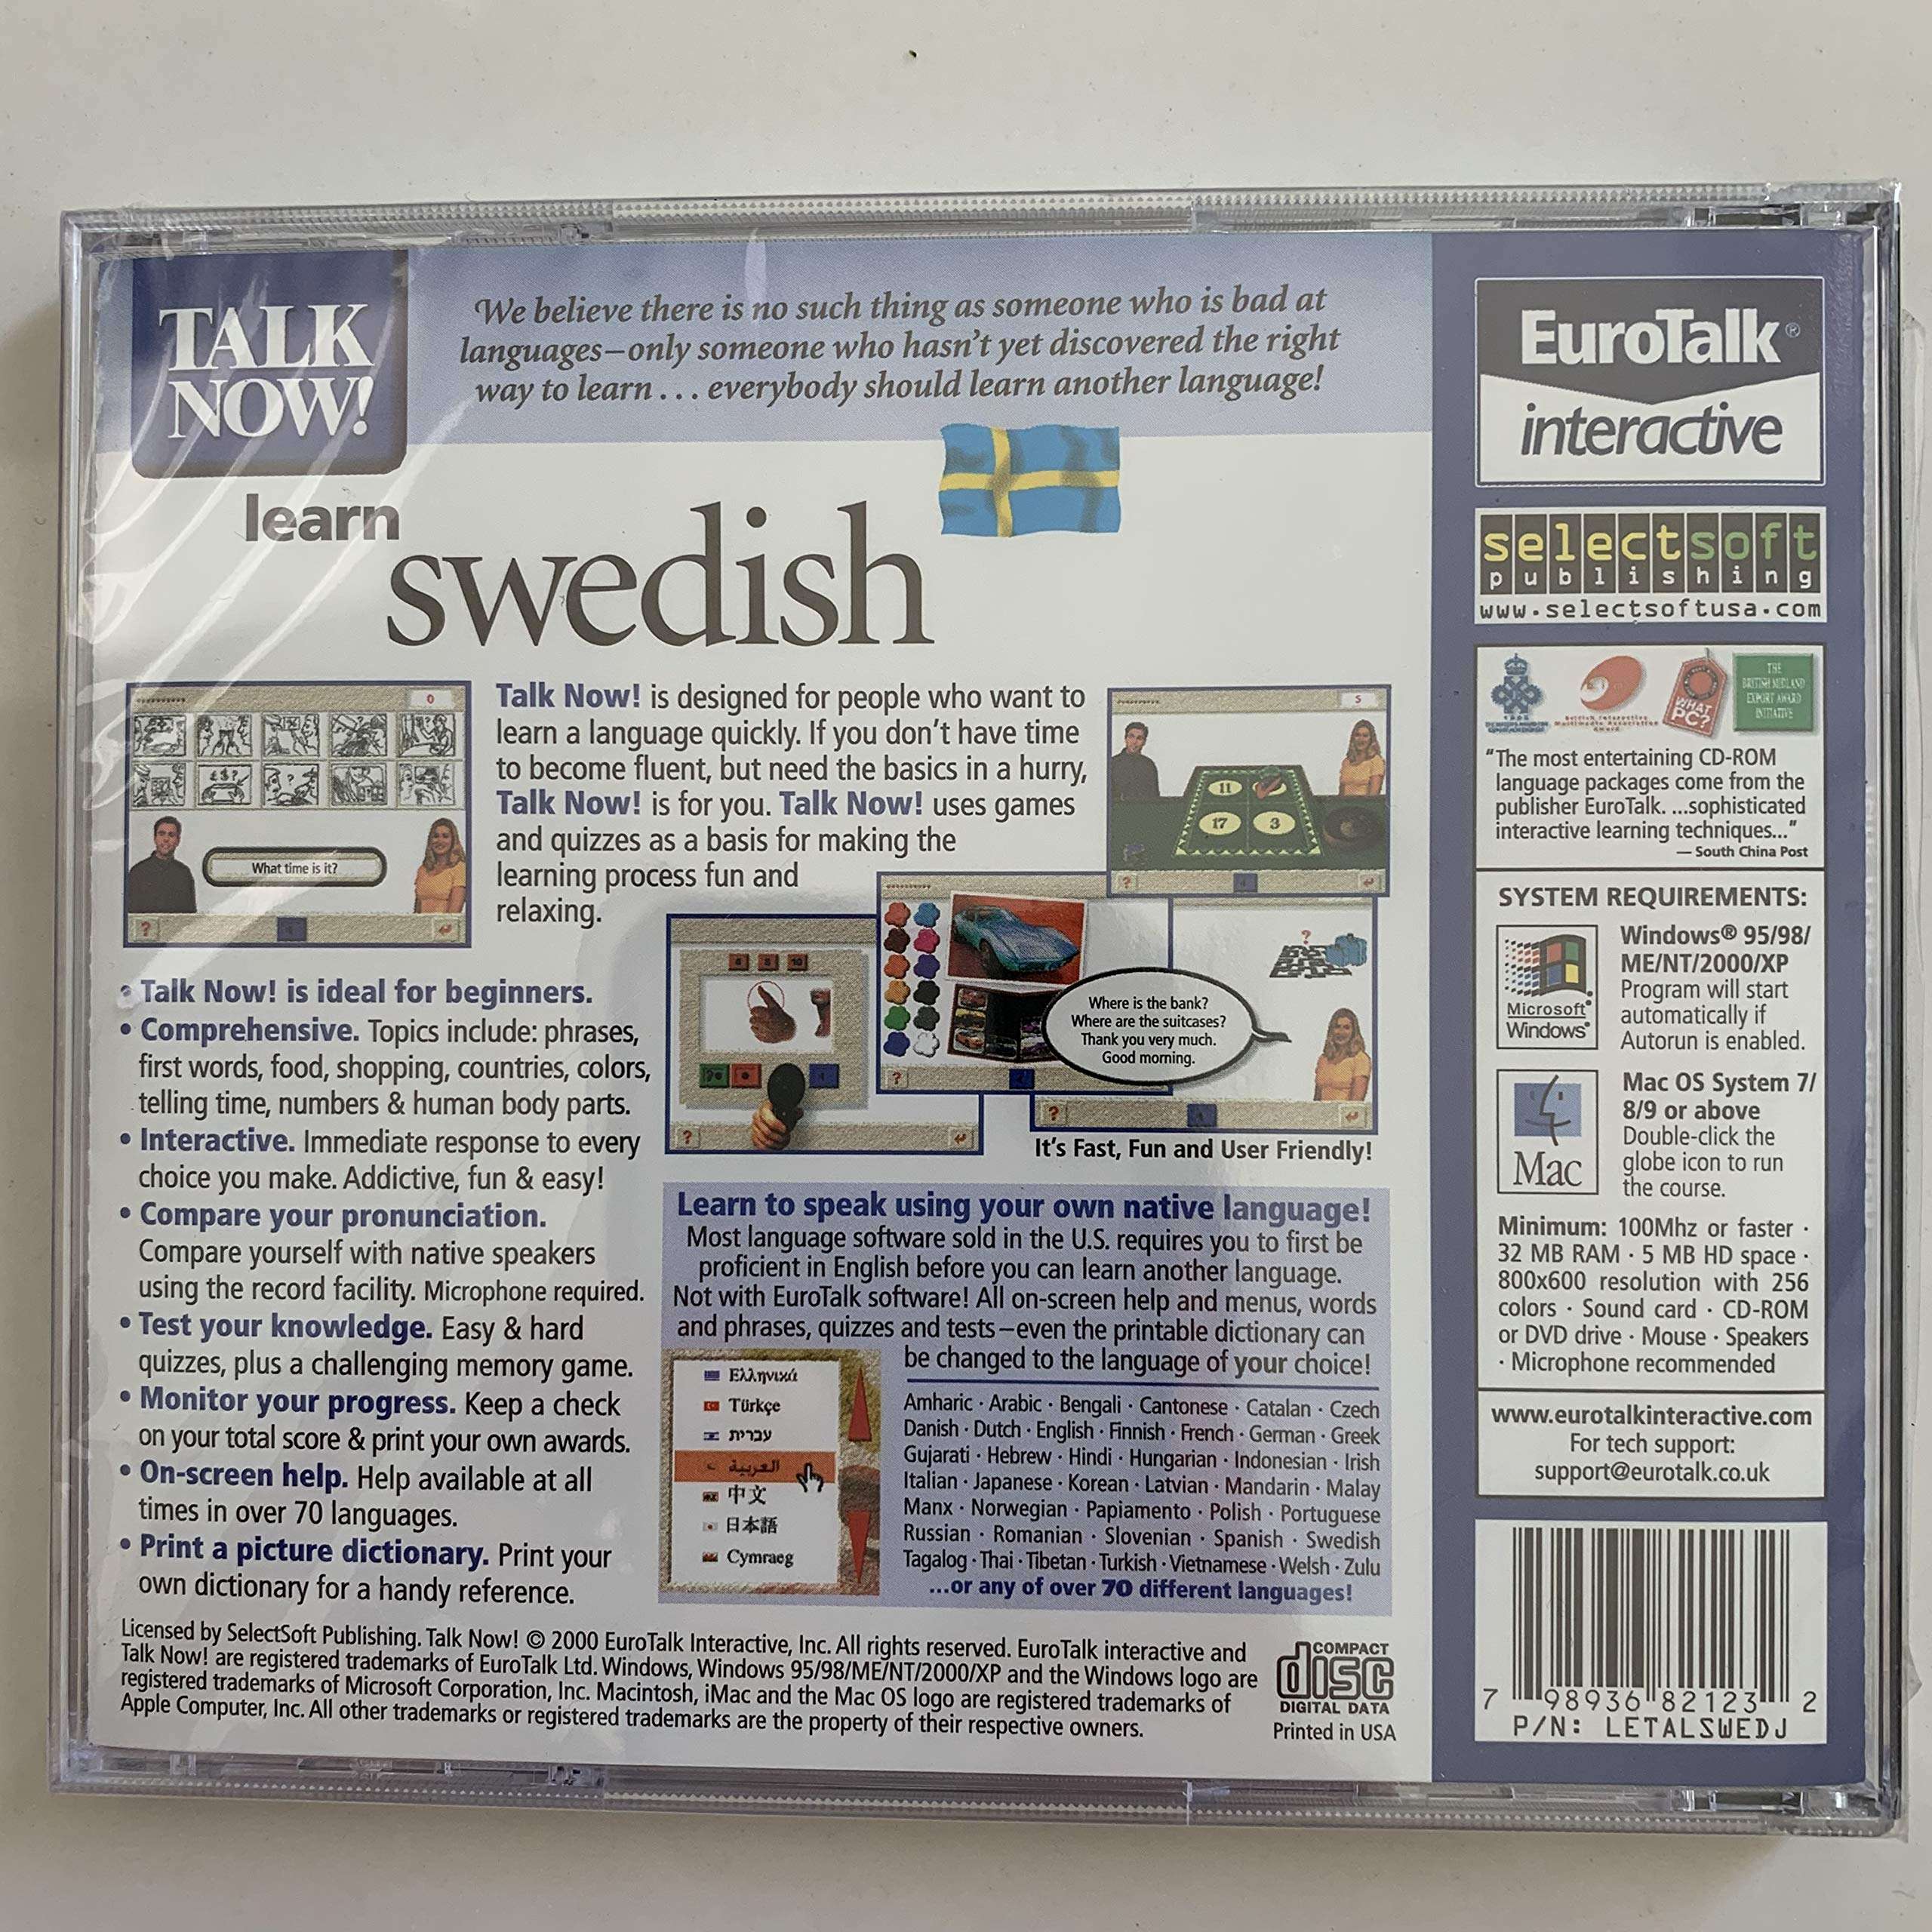 TALK
NOW!
We believe there is no such thing as someone who is bad at
languages—only someone who hasn't yet discovered the right
way to learn . . . everybody should learn another language!
learn
swedish
0
What time is it?
?
Talk Now! is designed for people who want to
learn a language quickly. If you don't have time
to become fluent, but need the basics in a hurry,
Talk Now! is for you. Talk Now! uses games
and quizzes as a basis for making the
learning process fun and
relaxing.
5
11
17 3
?
Where is the bank?
Where are the suitcases?
Thank you very much.
Good morning.
?
?
?
?
It's Fast, Fun and User Friendly!
• Talk Now! is ideal for beginners.
• Comprehensive. Topics include: phrases,
first words, food, shopping, countries, colors,
telling time, numbers & human body parts.
• Interactive. Immediate response to every
choice you make. Addictive, fun & easy!
• Compare your pronunciation.
Compare yourself with native speakers
using the record facility. Microphone required.
• Test your knowledge. Easy & hard
quizzes, plus a challenging memory game.
• Monitor your progress. Keep a check
on your total score & print your own awards.
• On-screen help. Help available at all
times in over 70 languages.
• Print a picture dictionary. Print your
own dictionary for a handy reference.
Learn to speak using your own native language!
Most language software sold in the U.S. requires you to first be
proficient in English before you can learn another language.
Not with EuroTalk software! All on-screen help and menus, words
and phrases, quizzes and tests—even the printable dictionary can
be changed to the language of your choice!
Ελληνικά
Türkçe
עברית
العربية
中文
日本語
Cymraeg
Amharic · Arabic · Bengali · Cantonese · Catalan · Czech
Danish · Dutch · English · Finnish · French · German · Greek
Gujarati · Hebrew · Hindi · Hungarian · Indonesian · Irish
Italian · Japanese · Korean · Latvian · Mandarin · Malay
Manx · Norwegian · Papiamento · Polish · Portuguese
Russian · Romanian · Slovenian · Spanish · Swedish
Tagalog · Thai · Tibetan · Turkish · Vietnamese · Welsh · Zulu
...or any of over 70 different languages!
Licensed by SelectSoft Publishing. Talk Now! © 2000 EuroTalk Interactive, Inc. All rights reserved. EuroTalk interactive and
Talk Now! are registered trademarks of EuroTalk Ltd. Windows, Windows 95/98/ME/NT/2000/XP and the Windows logo are
registered trademarks of Microsoft Corporation, Inc. Macintosh, iMac and the Mac OS logo are registered trademarks of
Apple Computer, Inc. All other trademarks or registered trademarks are the property of their respective owners.
COMPACT
disc
DIGITAL DATA
Printed in USA
EuroTalk®
interactive
selectsoft
publishing
www.selectsoftusa.com
British Interactive
Multimedia Association
Award
WHAT
PC?
THE
BRITISH MIDLAND
EXPORT AWARD
INITIATIVE
"The most entertaining CD-ROM
language packages come from the
publisher EuroTalk. ...sophisticated
interactive learning techniques..."
— South China Post
SYSTEM REQUIREMENTS:
Microsoft
Windows®
Windows® 95/98/
ME/NT/2000/XP
Program will start
automatically if
Autorun is enabled.
Mac
Mac OS System 7/
8/9 or above
Double-click the
globe icon to run
the course.
Minimum: 100Mhz or faster ·
32 MB RAM · 5 MB HD space ·
800x600 resolution with 256
colors · Sound card · CD-ROM
or DVD drive · Mouse · Speakers
· Microphone recommended
www.eurotalkinteractive.com
For tech support:
support@eurotalk.co.uk
7 98936 82123 2
P/N: LETALSWEDJ